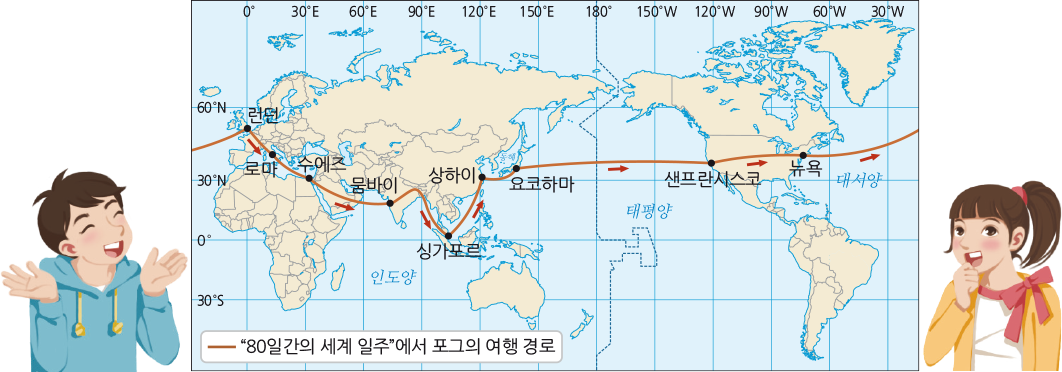 0° 30°E 60°E 90°E 120°E 150°E 180° 150°W 120°W 90°W 60°W 30°W
60°N
런던
로마
수에즈
30°N
뭄바이
상하이
동해
요코하마
샌프란시스코
뉴욕
대서양
태평양
0°
싱가포르
인도양
30°S
“80일간의 세계 일주”에서 포그의 여행 경로